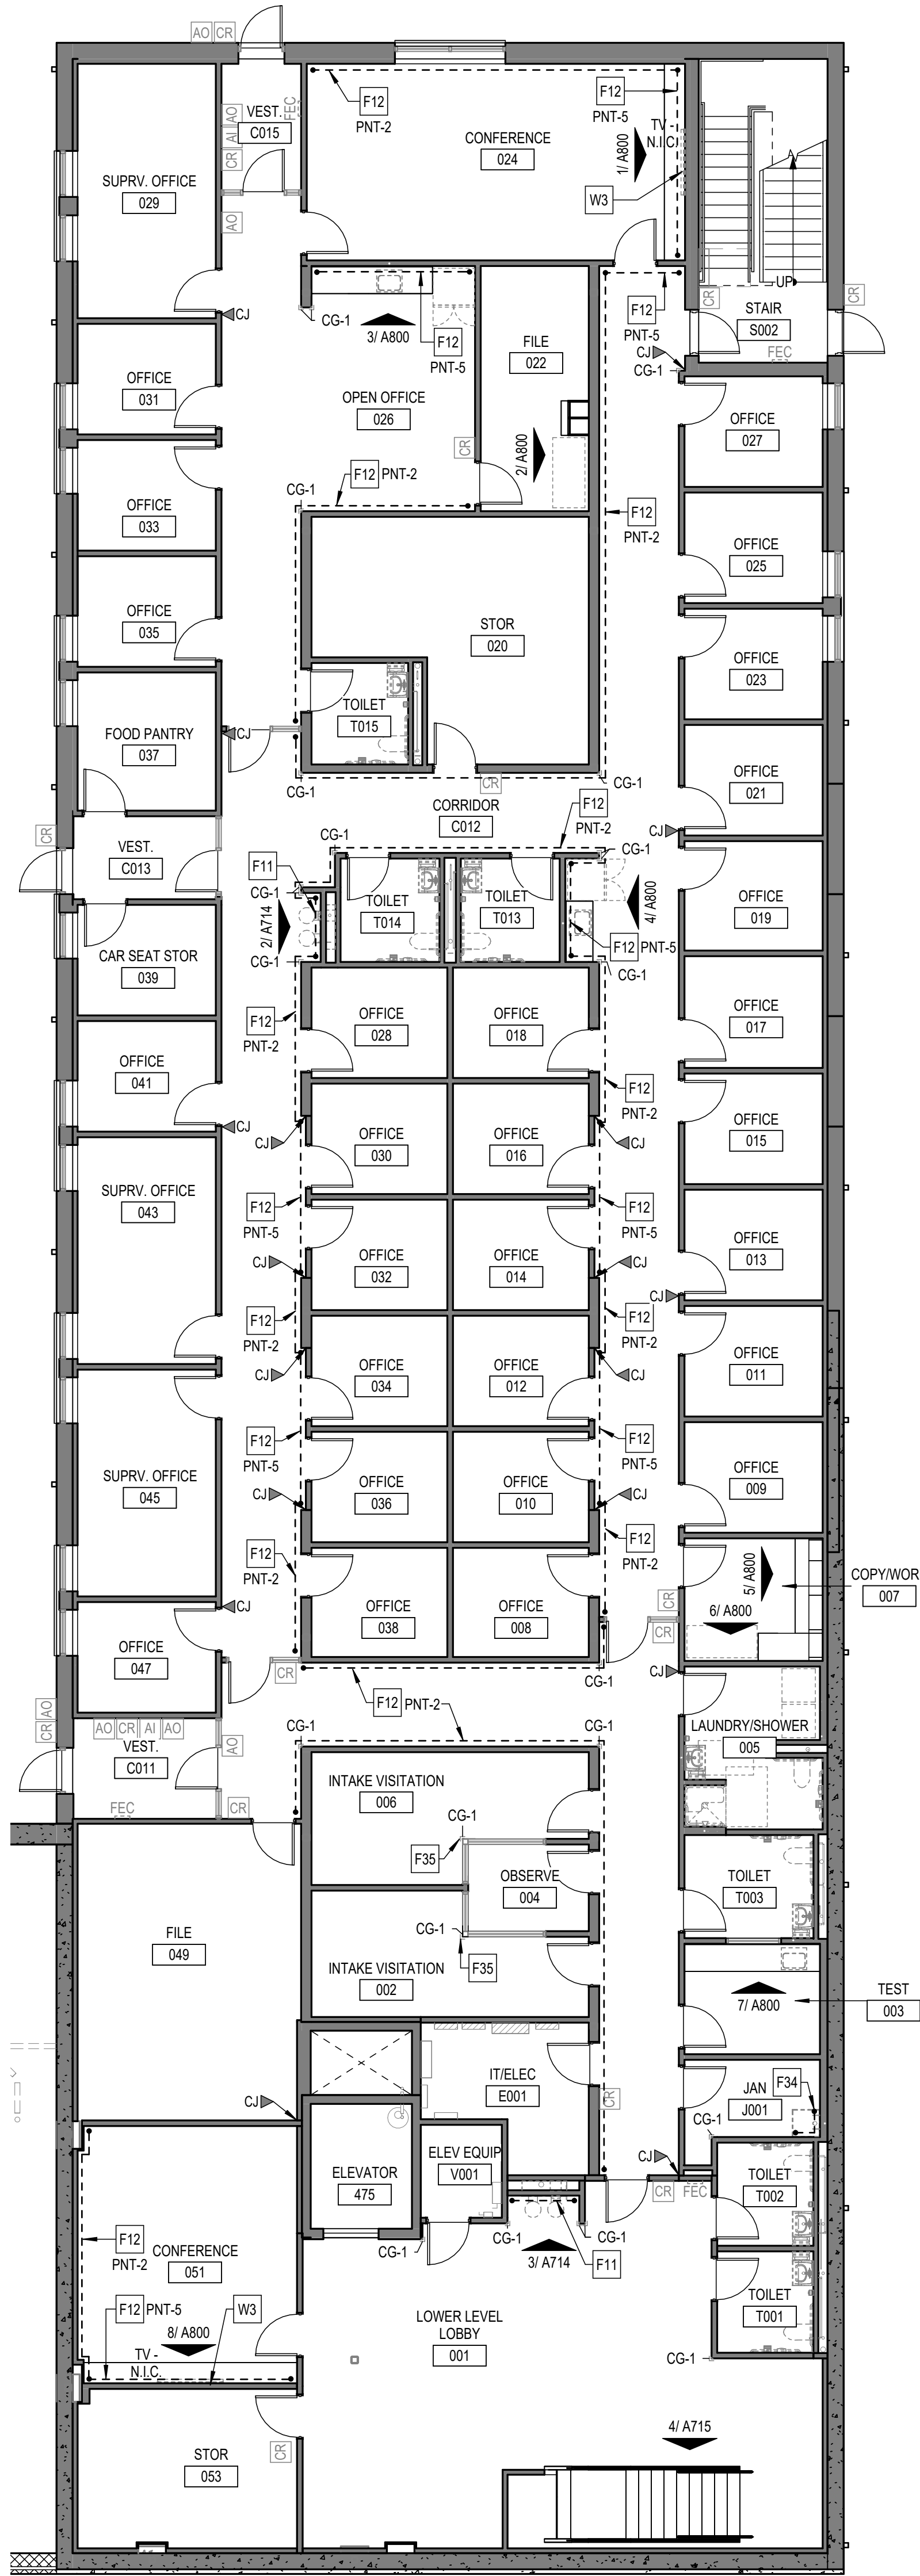 AO CR
F12
PNT-2
F12
PNT-5
VEST.
C015
FEC
AO
AI
CR
AO
CONFERENCE
024
1/ A800
TV -
N.I.C.
W3
SUPRV. OFFICE
029
CJ
CG-1
3/ A800
F12
PNT-5
FILE
022
F12
PNT-5
CJ
CG-1
UP
STAIR
S002
CR
CR
FEC
OFFICE
031
OPEN OFFICE
026
CR
2/ A800
OFFICE
027
CG-1
F12 PNT-2
F12
PNT-2
OFFICE
033
OFFICE
025
OFFICE
035
STOR
020
OFFICE
023
TOILET
T015
FOOD PANTRY
037
CJ
OFFICE
021
CG-1
CR
CG-1
CORRIDOR
C012
F12
PNT-2
CJ
CR
VEST.
C013
CG-1
CG-1
F11
CG-1
2/ A714
CG-1
TOILET
T014
TOILET
T013
4/ A800
F12 PNT-5
CG-1
OFFICE
019
CAR SEAT STOR
039
F12
PNT-2
OFFICE
028
OFFICE
018
OFFICE
017
OFFICE
041
CJ
F12
PNT-2
CJ
OFFICE
030
OFFICE
016
CJ
OFFICE
015
SUPRV. OFFICE
043
F12
PNT-5
F12
PNT-5
CJ
OFFICE
032
OFFICE
014
CJ
OFFICE
013
CJ
F12
PNT-2
F12
PNT-2
CJ
OFFICE
034
OFFICE
012
CJ
OFFICE
011
F12
PNT-5
F12
PNT-5
SUPRV. OFFICE
045
CJ
OFFICE
036
OFFICE
010
CJ
OFFICE
009
F12
PNT-2
F12
PNT-2
5/ A800
COPY/WOR
007
6/ A800
OFFICE
047
CJ
OFFICE
038
OFFICE
008
CR
CR
CR
CG-1
CJ
F12 PNT-2
AO
CR
AO CR AI AO
AO
VEST.
C011
FEC
CR
CG-1
CG-1
LAUNDRY/SHOWER
005
INTAKE VISITATION
006
CG-1
F35
OBSERVE
004
TOILET
T003
FILE
049
CG-1
F35
INTAKE VISITATION
002
7/ A800
TEST
003
IT/ELEC
E001
CR
JAN
J001
F34
CG-1
CJ
ELEVATOR
475
ELEV EQUIP
V001
CJ
CR
FEC
TOILET
T002
F12
PNT-2
CONFERENCE
051
CG-1
CG-1
CG-1
3/ A714
F11
F12 PNT-5
W3
8/ A800
TV -
N.I.C.
LOWER LEVEL
LOBBY
001
TOILET
T001
CG-1
STOR
053
CR
4/ A715